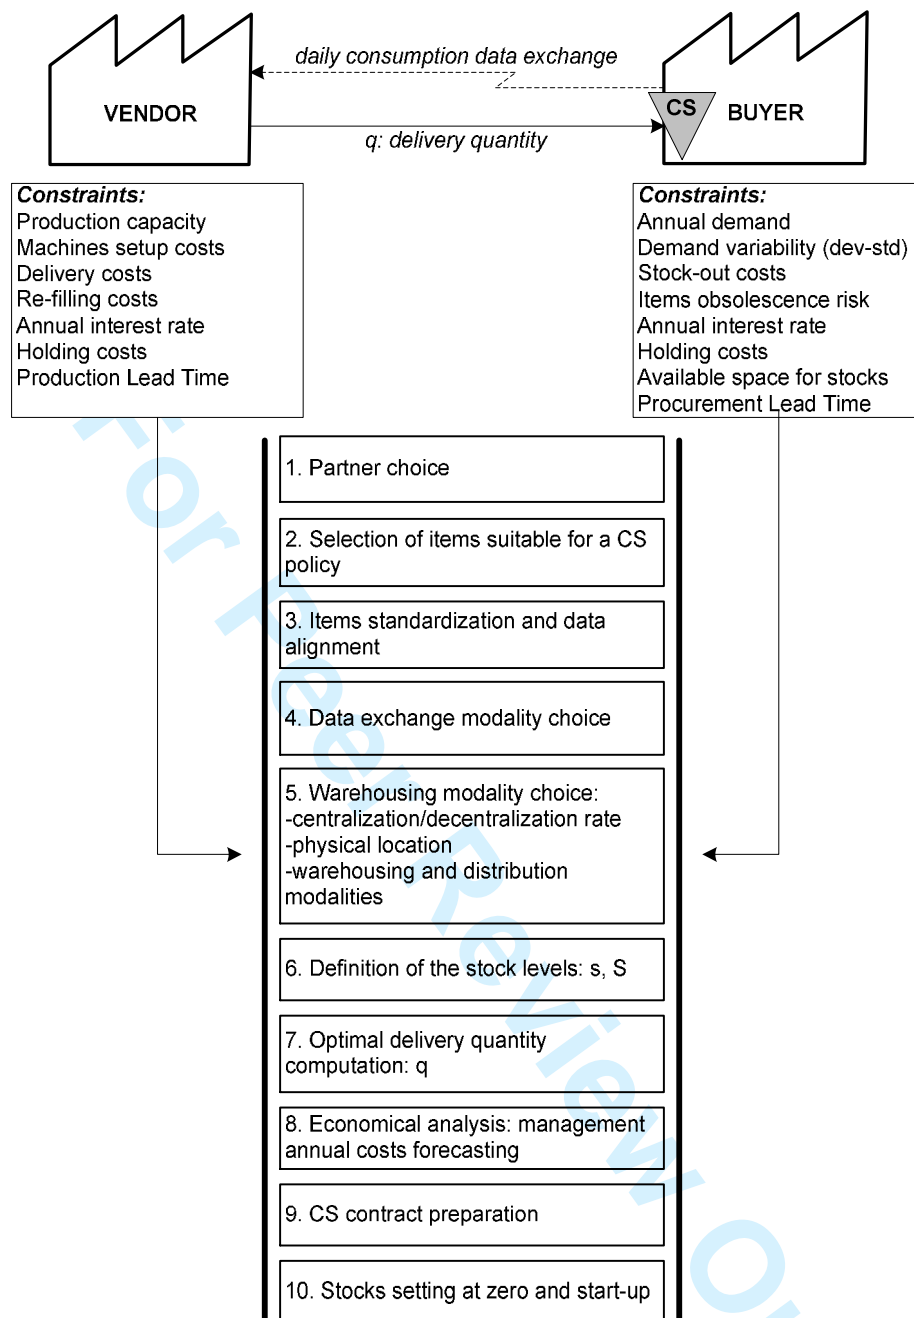 daily consumption data exchange
VENDOR
CS
BUYER
q: delivery quantity
Constraints:
Production capacity
Machines setup costs
Delivery costs
Re-filling costs
Annual interest rate
Holding costs
Production Lead Time
Constraints:
Annual demand
Demand variability (dev-std)
Stock-out costs
Items obsolescence risk
Annual interest rate
Holding costs
Available space for stocks
Procurement Lead Time
1. Partner choice
2. Selection of items suitable for a CS
policy
3. Items standardization and data
alignment
4. Data exchange modality choice
5. Warehousing modality choice:
-centralization/decentralization rate
-physical location
-warehousing and distribution
modalities
6. Definition of the stock levels: s, S
7. Optimal delivery quantity
computation: q
8. Economical analysis: management
annual costs forecasting
9. CS contract preparation
10. Stocks setting at zero and start-up
For Peer Review